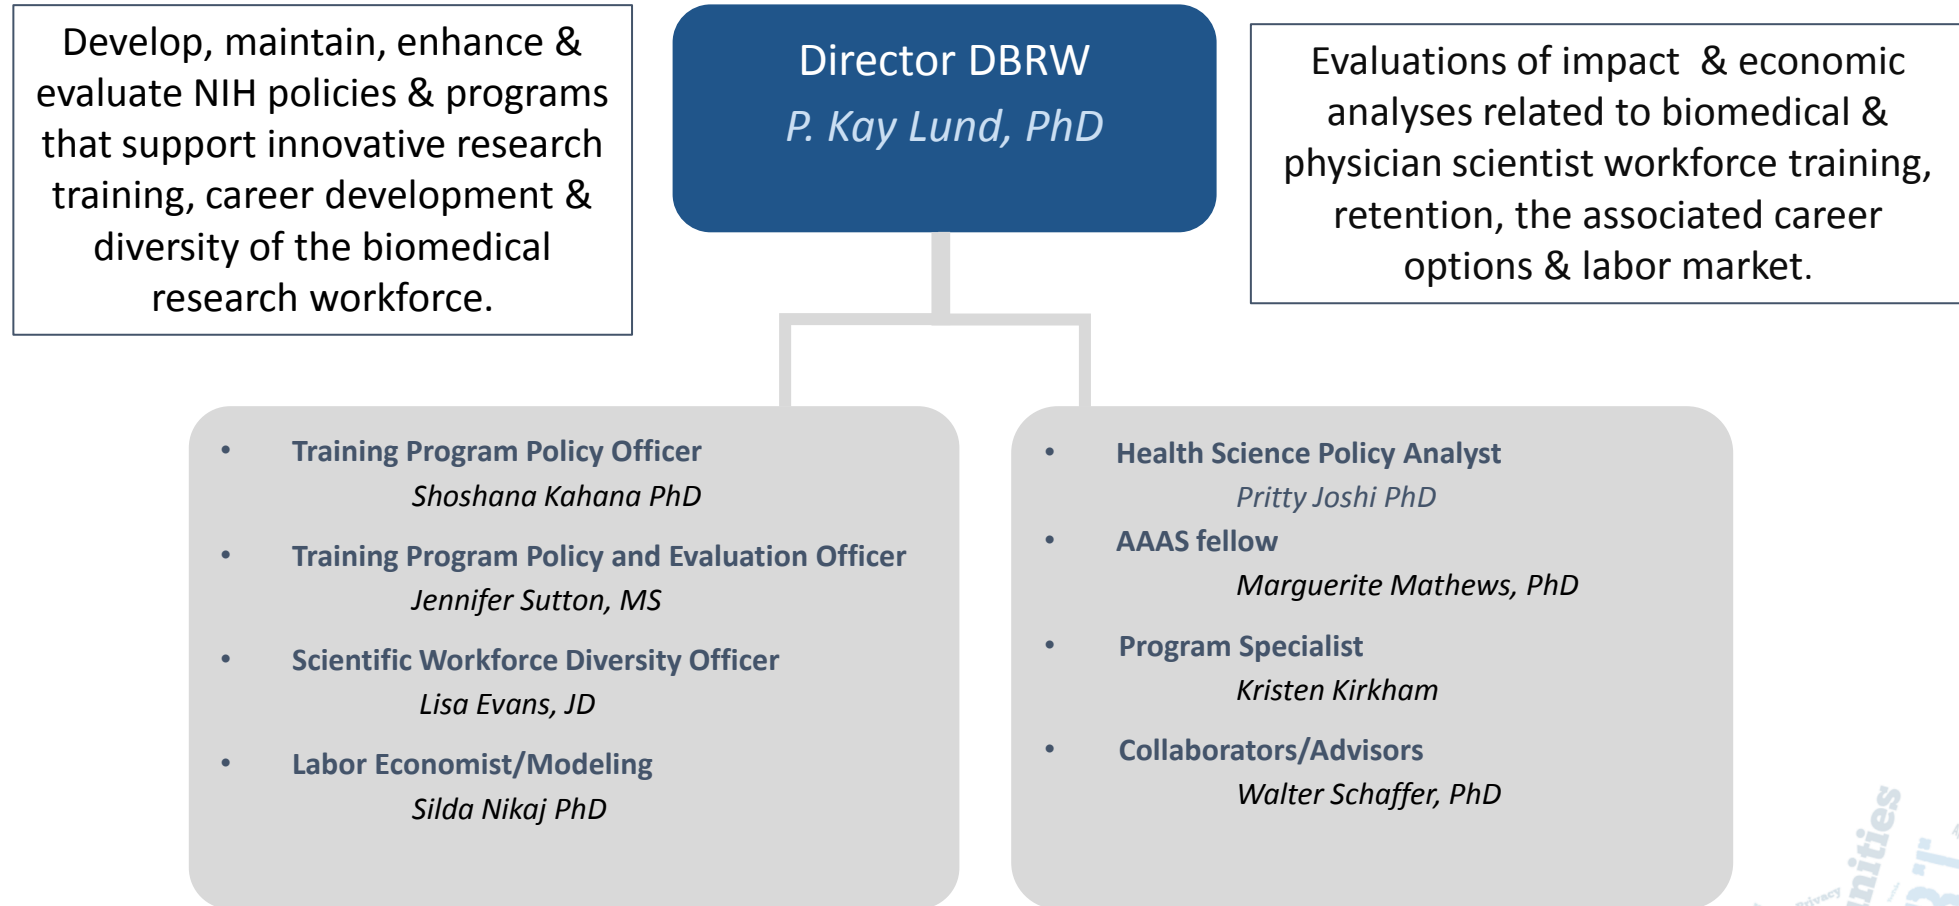 Develop, maintain, enhance &
evaluate NIH policies & programs
that support innovative research
training, career development &
diversity of the biomedical
research workforce.
Director DBRW
P. Kay Lund, PhD
Evaluations of impact & economic
analyses related to biomedical &
physician scientist workforce training,
retention, the associated career
options & labor market.
• Training Program Policy Officer
Shoshana Kahana PhD
• Training Program Policy and Evaluation Officer
Jennifer Sutton, MS
• Scientific Workforce Diversity Officer
Lisa Evans, JD
• Labor Economist/Modeling
Silda Nikaj PhD
• Health Science Policy Analyst
Pritty Joshi PhD
• AAAS fellow
Marguerite Mathews, PhD
• Program Specialist
Kristen Kirkham
• Collaborators/Advisors
Walter Schaffer, PhD
Privacy